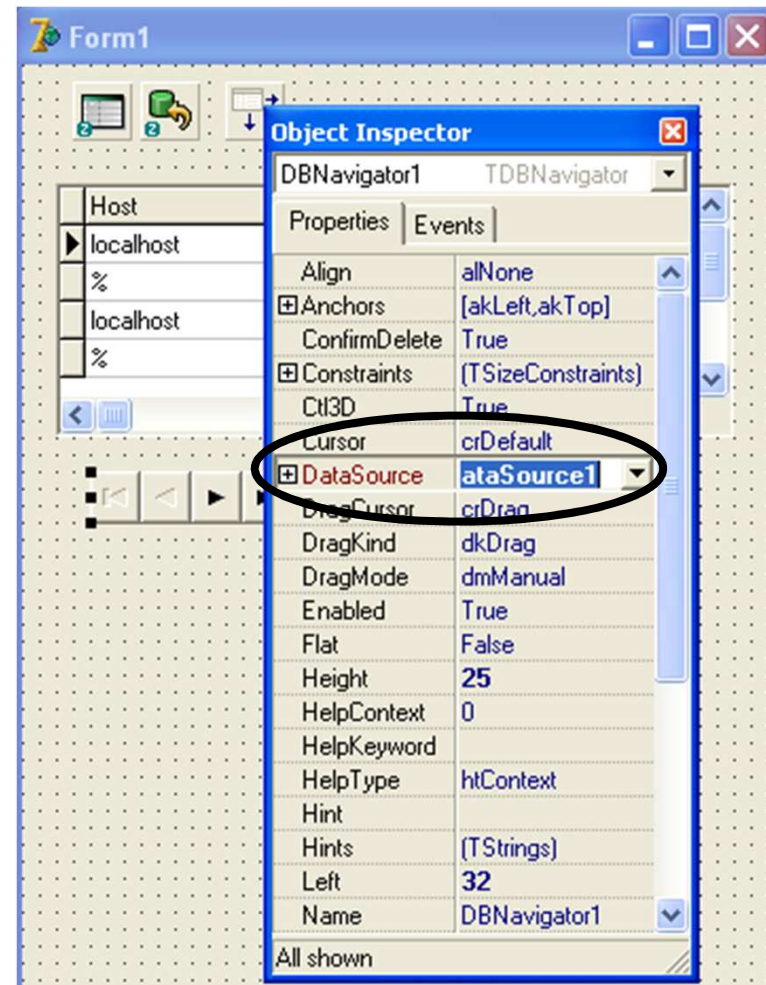 Form1
Object Inspector
DBNavigator1 TDBNavigator
Properties Events
Host
localhost
%
localhost
%
Align alNone
Anchors [akLeft,akTop]
ConfirmDelete True
Constraints (TSizeConstraints)
Ctl3D True
Cursor crDefault
DataSource ataSource1
DragCursor crDrag
DragKind dkDrag
DragMode dmManual
Enabled True
Flat False
Height 25
HelpContext 0
HelpKeyword
HelpType htContext
Hint
Hints (TStrings)
Left 32
Name DBNavigator1
All shown